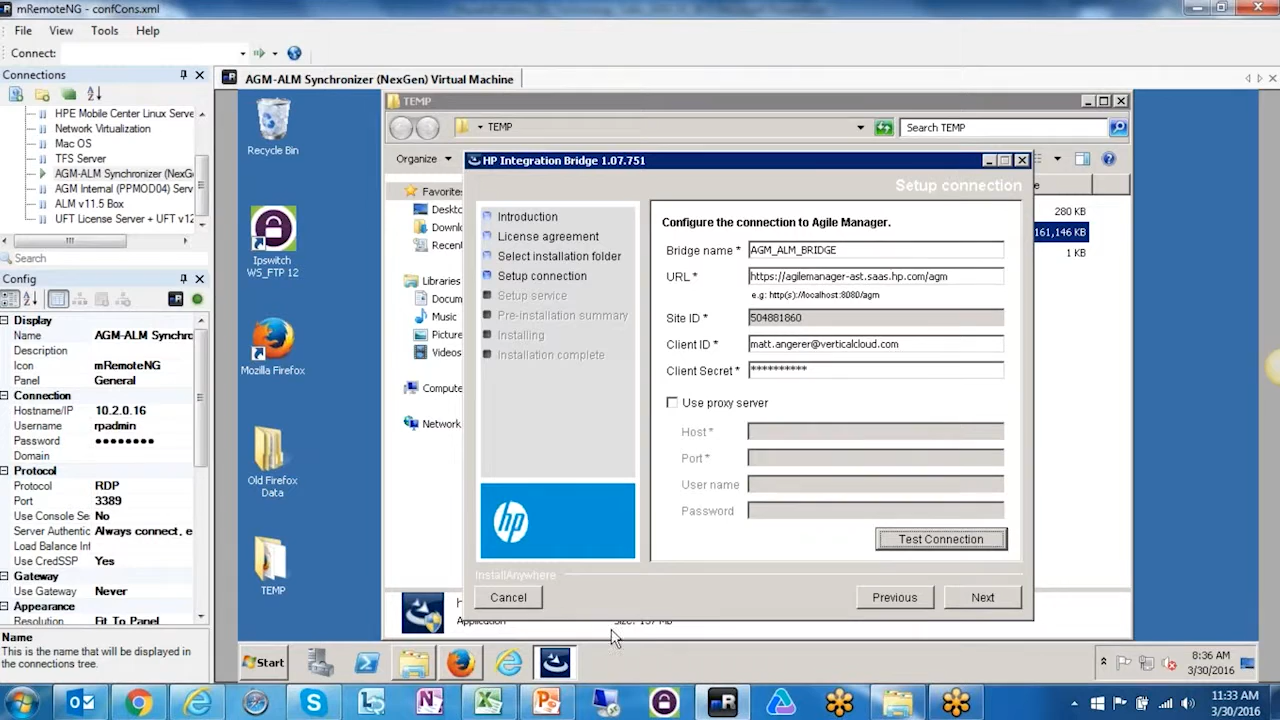 mRemoteNG - confCons.xml
File View Tools Help
Connect:
Connections
HPE Mobile Center Linux Serve
Network Virtualization
Mac OS
TFS Server
AGM-ALM Synchronizer (NexG
AGM Internal (PPMOD04) Serv
ALM v11.5 Box
UFT License Server + UFT v12
Search
Config
Display
Name AGM-ALM Synchro
Description
Icon mRemoteNG
Panel General
Connection
Hostname/IP 10.2.0.16
Username rpadmin
Password ●●●●●●●●
Domain
Protocol
Protocol RDP
Port 3389
Use Console Se No
Server Authentic Always connect, e
Load Balance Inf
Use CredSSP Yes
Gateway
Use Gateway Never
Appearance
Resolution Fit To Panel
Name
This is the name that will be displayed in
the connections tree.
AGM-ALM Synchronizer (NexGen) Virtual Machine
Recycle Bin
Ipswitch
WS_FTP 12
Mozilla Firefox
Old Firefox
Data
TEMP
TEMP
TEMP
Search TEMP
Organize
Favorites
Deskto
Downl
Recen
Libraries
Docum
Music
Picture
Videos
Compute
Network
e
280 KB
161,146 KB
1 KB
HP Integration Bridge 1.07.751
Setup connection
Introduction
License agreement
Select installation folder
Setup connection
Setup service
Pre-installation summary
Installing
Installation complete
hp
Configure the connection to Agile Manager.
Bridge name * AGM_ALM_BRIDGE
URL * https://agilemanager-ast.saas.hp.com/agm
e.g: http(s)://localhost:8080/agm
Site ID * 504881860
Client ID * matt.angerer@verticalcloud.com
Client Secret * **********
Use proxy server
Host *
Port *
User name
Password
Test Connection
InstallAnywhere
Cancel Previous Next
Start
8:36 AM
3/30/2016
11:33 AM
3/30/2016